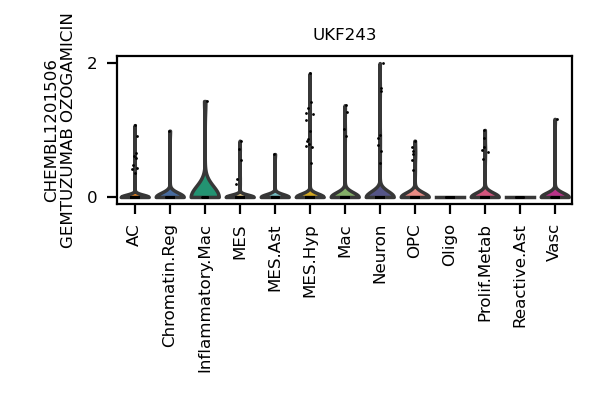 UKF243
CHEMBL1201506
GEMTUZUMAB OZOGAMICIN
2
0
AC
Chromatin.Reg
Inflammatory.Mac
MES
MES.Ast
MES.Hyp
Mac
Neuron
OPC
Oligo
Prolif.Metab
Reactive.Ast
Vasc